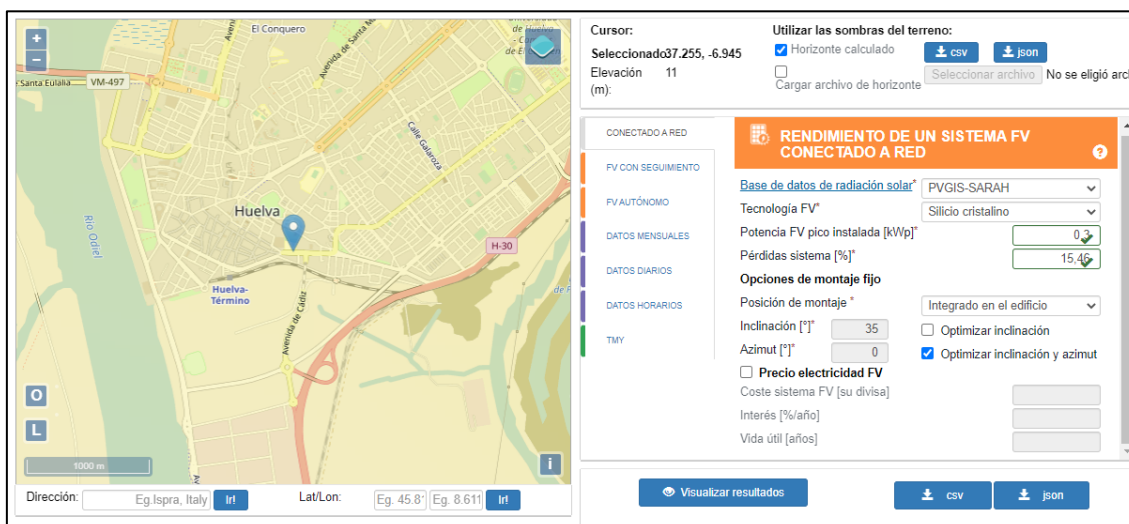 El Conquero
Avenida de Santa M
de Huelva
VM-497
Santa Eulalia
Calle Galaroza
Río Odiel
Huelva
H-30
Huelva-
Término
Avenida de Cádiz
+
−
O
L
i
1000 m
Dirección: Eg.Ispra, Italy Ir! Lat/Lon: Eg. 45.81 Eg. 8.611 Ir!
Cursor: Utilizar las sombras del terreno:
Seleccionado:37.255, -6.945 Horizonte calculado csv json
Elevación 11
(m):
Cargar archivo de horizonte Seleccionar archivo No se eligió arch
CONECTADO A RED
FV CON SEGUIMIENTO
FV AUTÓNOMO
DATOS MENSUALES
DATOS DIARIOS
DATOS HORARIOS
TMY
RENDIMIENTO DE UN SISTEMA FV
CONECTADO A RED ?
Base de datos de radiación solar* PVGIS-SARAH
Tecnología FV* Silicio cristalino
Potencia FV pico instalada [kWp]* 0,3
Pérdidas sistema [%]* 15,46
Opciones de montaje fijo
Posición de montaje * Integrado en el edificio
Inclinación [°]* 35 Optimizar inclinación
Azimut [°]* 0 Optimizar inclinación y azimut
Precio electricidad FV
Coste sistema FV [su divisa]
Interés [%/año]
Vida útil [años]
Visualizar resultados csv json